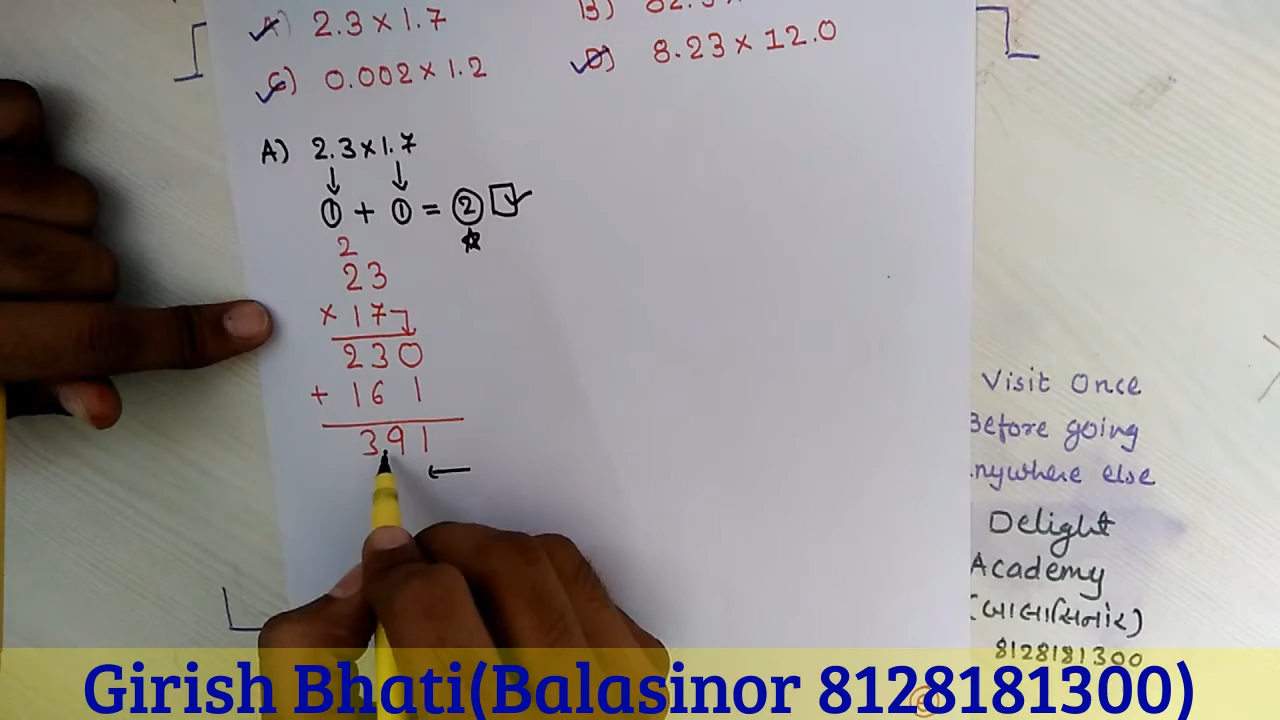 A) 2.3 × 1.7
B)
C) 0.002 × 1.2
D) 8.23 × 12.0
A) 2.3 × 1.7
↓ ↓
1 + 1 = 2
2
23
× 17
230
+ 161
391
←
Visit Once
Before going
Anywhere else
Delight
Academy
(બાલાસિનોર)
8128181300
Girish Bhati(Balasinor 8128181300)